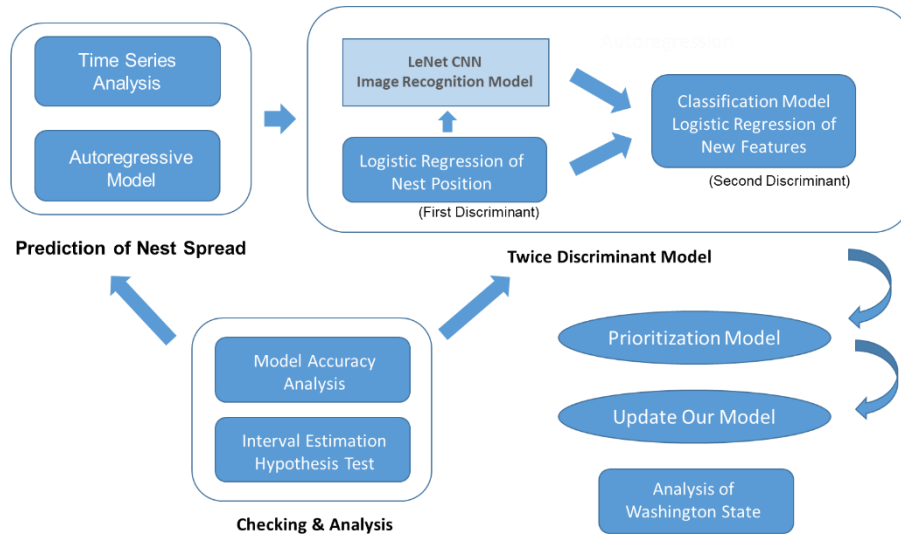 Time Series
Analysis
Autoregressive
Model
Prediction of Nest Spread
LeNet CNN
Image Recognition Model
Logistic Regression of
Nest Position
(First Discriminant)
Classification Model
Logistic Regression of
New Features
(Second Discriminant)
Twice Discriminant Model
Model Accuracy
Analysis
Interval Estimation
Hypothesis Test
Checking & Analysis
Prioritization Model
Update Our Model
Analysis of
Washington State